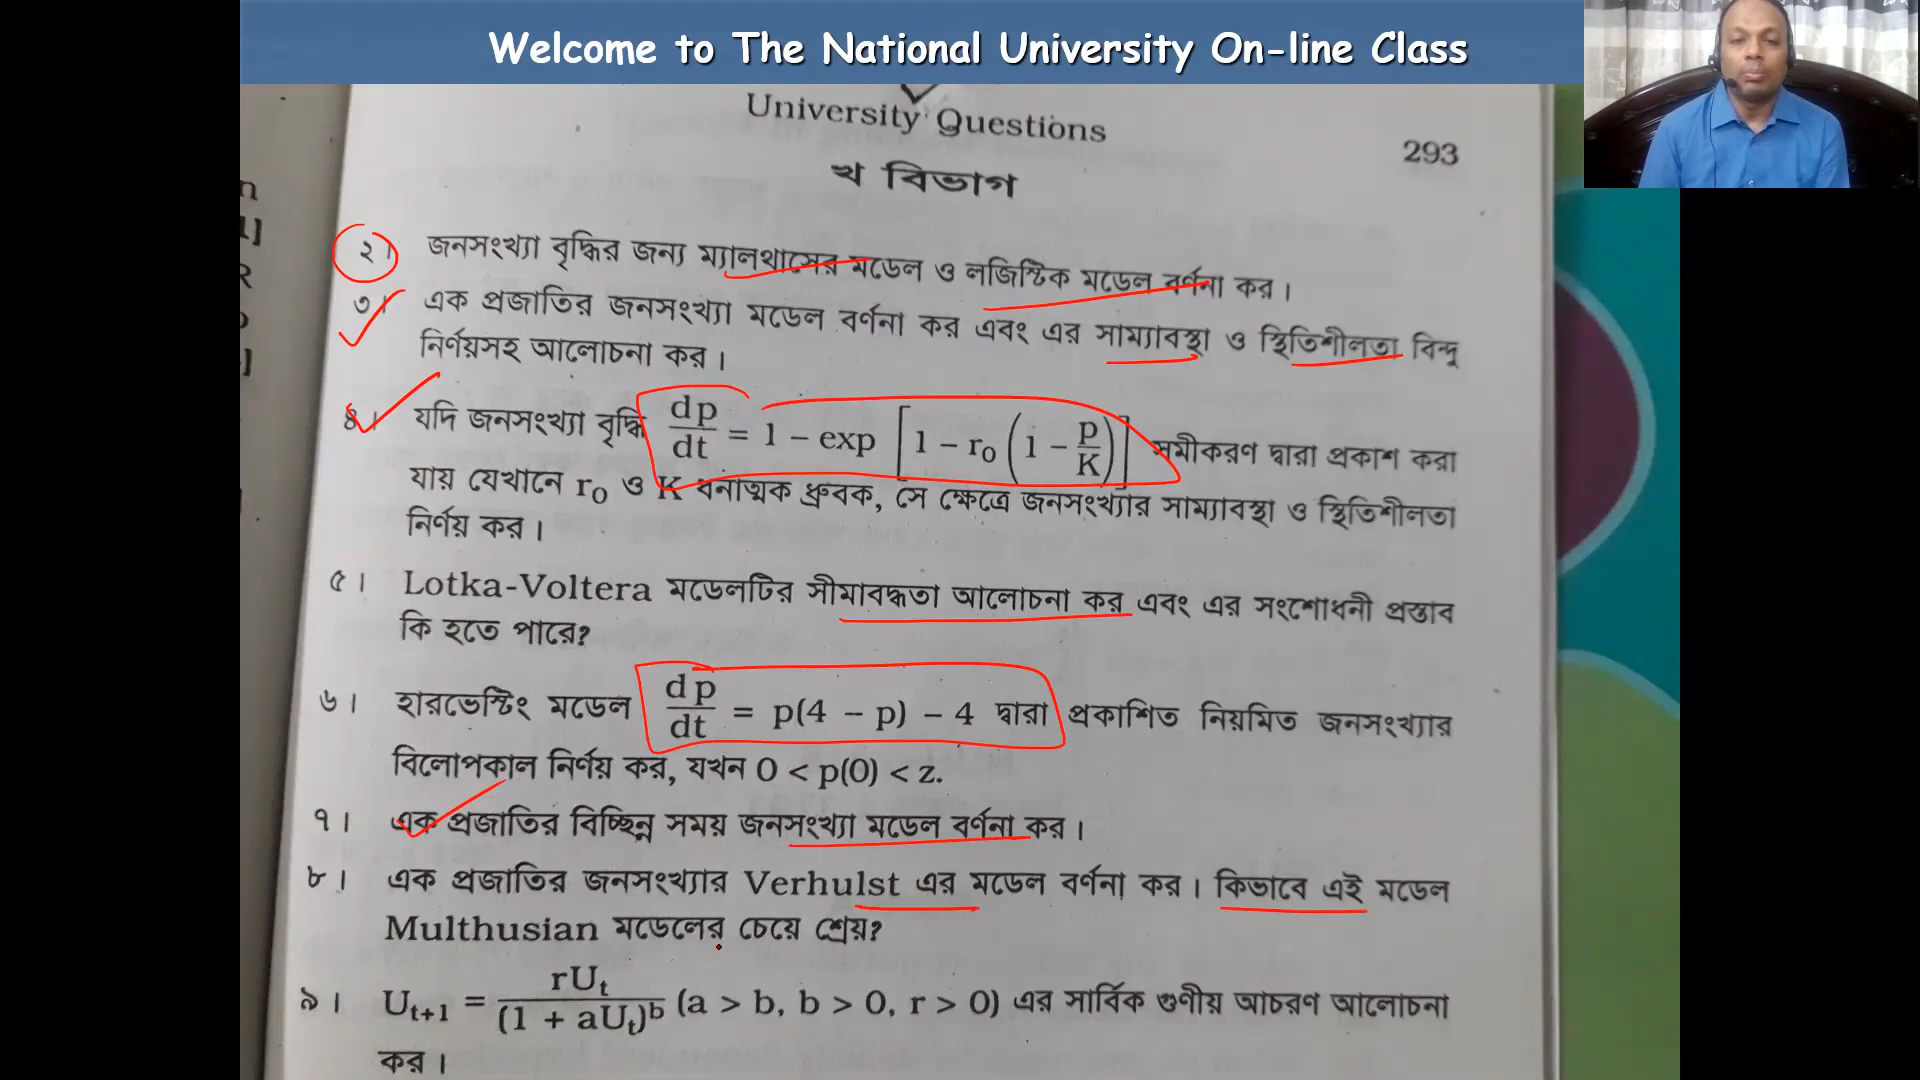 Welcome to The National University On-line Class
University Questions
293
খ বিভাগ
২। জনসংখ্যা বৃদ্ধির জন্য ম্যালথাসের মডেল ও লজিস্টিক মডেল বর্ণনা কর।
৩। এক প্রজাতির জনসংখ্যা মডেল বর্ণনা কর এবং এর সাম্যাবস্থা ও স্থিতিশীলতা বিন্দু
নির্ণয়সহ আলোচনা কর।
৪। যদি জনসংখ্যা বৃদ্ধি dp/dt = 1 − exp [1 − r₀ (1 − p/K)] সমীকরণ দ্বারা প্রকাশ করা
যায় যেখানে r₀ ও K ধনাত্মক ধ্রুবক, সে ক্ষেত্রে জনসংখ্যার সাম্যাবস্থা ও স্থিতিশীলতা
নির্ণয় কর।
৫। Lotka-Voltera মডেলটির সীমাবদ্ধতা আলোচনা কর এবং এর সংশোধনী প্রস্তাব
কি হতে পারে?
৬। হারভেস্টিং মডেল dp/dt = p(4 − p) − 4 দ্বারা প্রকাশিত নিয়মিত জনসংখ্যার
বিলোপকাল নির্ণয় কর, যখন 0 < p(0) < z.
৭। এক প্রজাতির বিচ্ছিন্ন সময় জনসংখ্যা মডেল বর্ণনা কর।
৮। এক প্রজাতির জনসংখ্যার Verhulst এর মডেল বর্ণনা কর। কিভাবে এই মডেল
Multhusian মডেলের চেয়ে শ্রেয়?
৯। Uₜ₊₁ = rUₜ/(1 + aUₜ)ᵇ (a > b, b > 0, r > 0) এর সার্বিক গুণীয় আচরণ আলোচনা
কর।